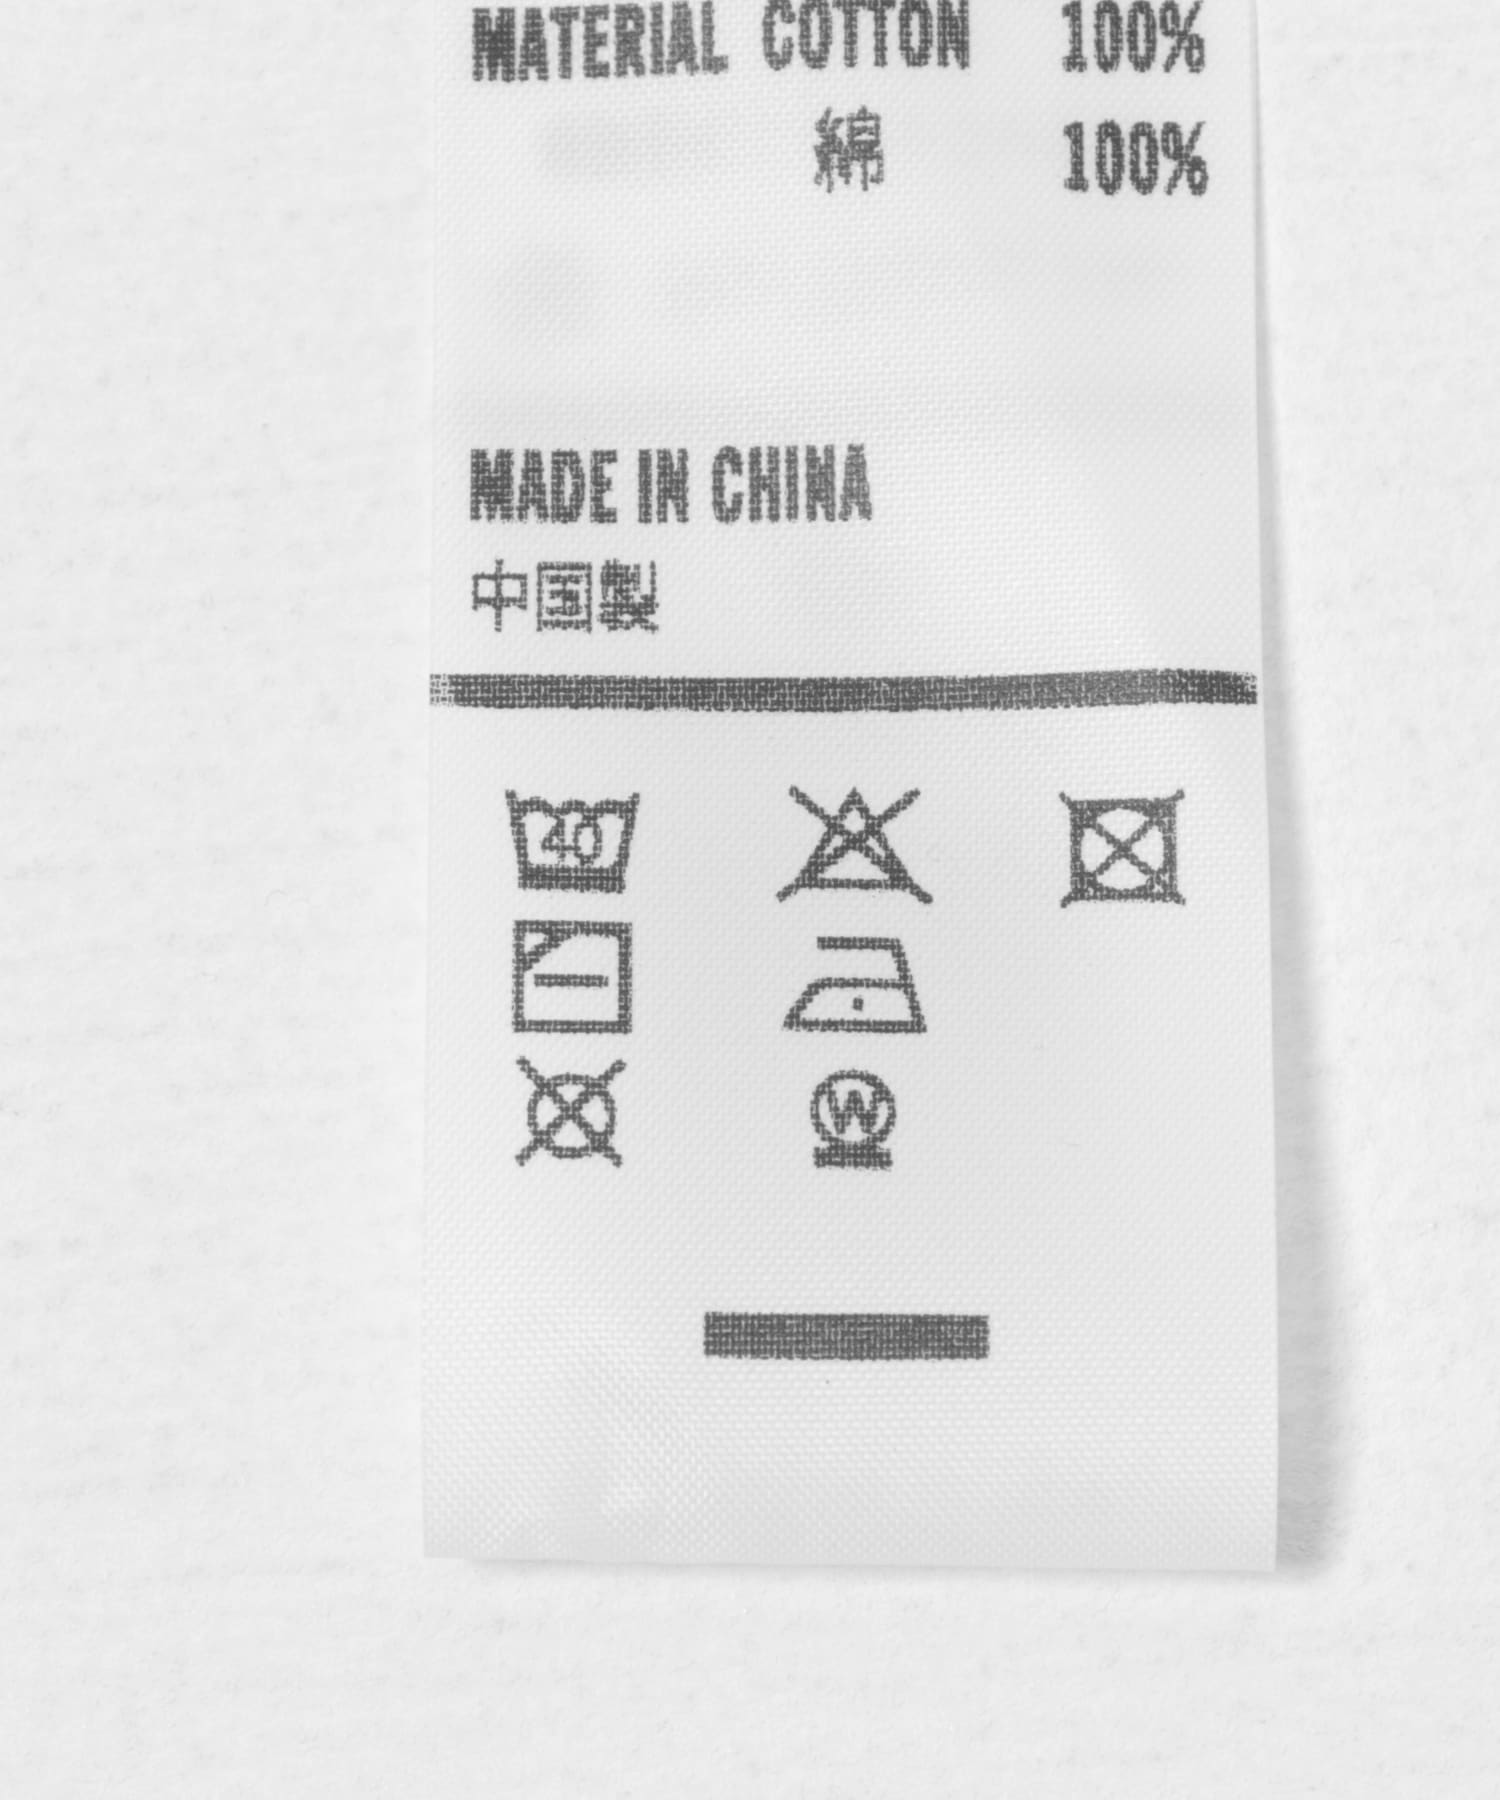 MATERIAL COTTON 100%
綿 100%
MADE IN CHINA
中国製
40
W